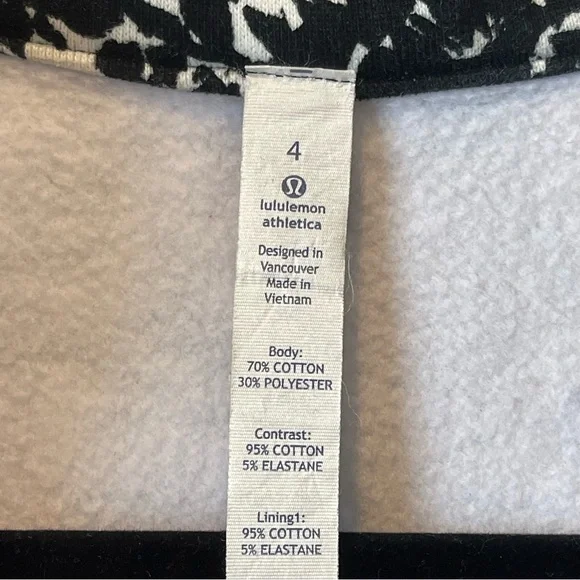 4
lululemon
athletica
Designed in
Vancouver
Made in
Vietnam
Body:
70% COTTON
30% POLYESTER
Contrast:
95% COTTON
5% ELASTANE
Lining1:
95% COTTON
5% ELASTANE